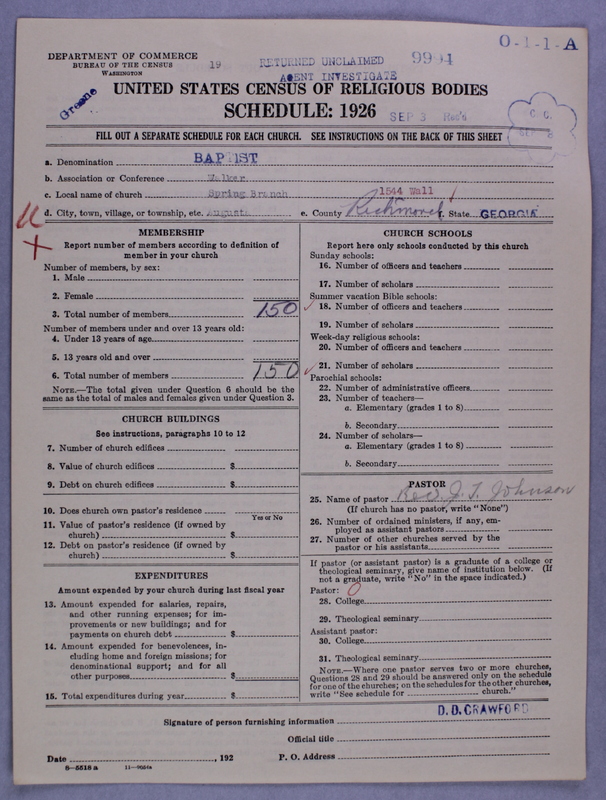 O-1-1-A
DEPARTMENT OF COMMERCE
BUREAU OF THE CENSUS
WASHINGTON
19
RETURNED UNCLAIMED
9994
AGENT INVESTIGATE
Greene
UNITED STATES CENSUS OF RELIGIOUS BODIES
SCHEDULE: 1926
SEP 3 Rec'd
C. C.
FILL OUT A SEPARATE SCHEDULE FOR EACH CHURCH. SEE INSTRUCTIONS ON THE BACK OF THIS SHEET
a. Denomination BAPTIST
b. Association or Conference Walker
1544 Wall
c. Local name of church Spring Branch
d. City, town, village, or township, etc. Augusta e. County Richmond f. State GEORGIA
MEMBERSHIP
Report number of members according to definition of
member in your church
Number of members, by sex:
1. Male
2. Female
3. Total number of members 150
Number of members under and over 13 years old:
4. Under 13 years of age
5. 13 years old and over
6. Total number of members 150
NOTE.—The total given under Question 6 should be the
same as the total of males and females given under Question 3.
CHURCH BUILDINGS
See instructions, paragraphs 10 to 12
7. Number of church edifices
8. Value of church edifices $
9. Debt on church edifices $
10. Does church own pastor's residence
Yes or No
11. Value of pastor's residence (if owned by
church) $
12. Debt on pastor's residence (if owned by
church) $
EXPENDITURES
Amount expended by your church during last fiscal year
13. Amount expended for salaries, repairs,
and other running expenses; for im-
provements or new buildings; and for
payments on church debt $
14. Amount expended for benevolences, in-
cluding home and foreign missions; for
denominational support; and for all
other purposes $
15. Total expenditures during year $
CHURCH SCHOOLS
Report here only schools conducted by this church
Sunday schools:
16. Number of officers and teachers
17. Number of scholars
Summer vacation Bible schools:
18. Number of officers and teachers
19. Number of scholars
Week-day religious schools:
20. Number of officers and teachers
21. Number of scholars
Parochial schools:
22. Number of administrative officers
23. Number of teachers—
a. Elementary (grades 1 to 8)
b. Secondary
24. Number of scholars—
a. Elementary (grades 1 to 8)
b. Secondary
PASTOR
25. Name of pastor Rev. J. T. Johnson
(If church has no pastor, write "None")
26. Number of ordained ministers, if any, em-
ployed as assistant pastors
27. Number of other churches served by the
pastor or his assistants
If pastor (or assistant pastor) is a graduate of a college or
theological seminary, give name of institution below. (If
not a graduate, write "No" in the space indicated.)
Pastor: 0
28. College
29. Theological seminary
Assistant pastor:
30. College
31. Theological seminary
NOTE.—Where one pastor serves two or more churches,
Questions 28 and 29 should be answered only on the schedule
for one of the churches; on the schedules for the other churches,
write "See schedule for church."
D. D. CRAWFORD
Signature of person furnishing information
Official title
Date , 192 P. O. Address
8—5518 a